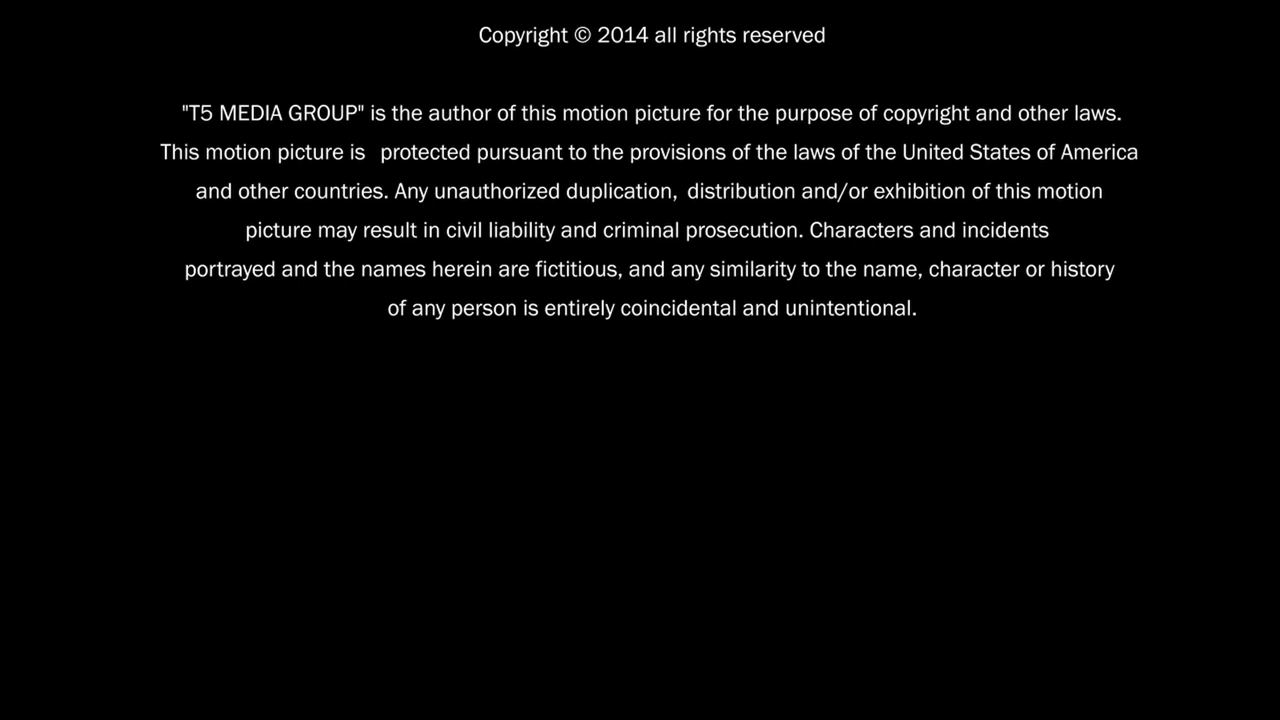 Copyright © 2014 all rights reserved
"T5 MEDIA GROUP" is the author of this motion picture for the purpose of copyright and other laws.
This motion picture is protected pursuant to the provisions of the laws of the United States of America
and other countries. Any unauthorized duplication, distribution and/or exhibition of this motion
picture may result in civil liability and criminal prosecution. Characters and incidents
portrayed and the names herein are fictitious, and any similarity to the name, character or history
of any person is entirely coincidental and unintentional.